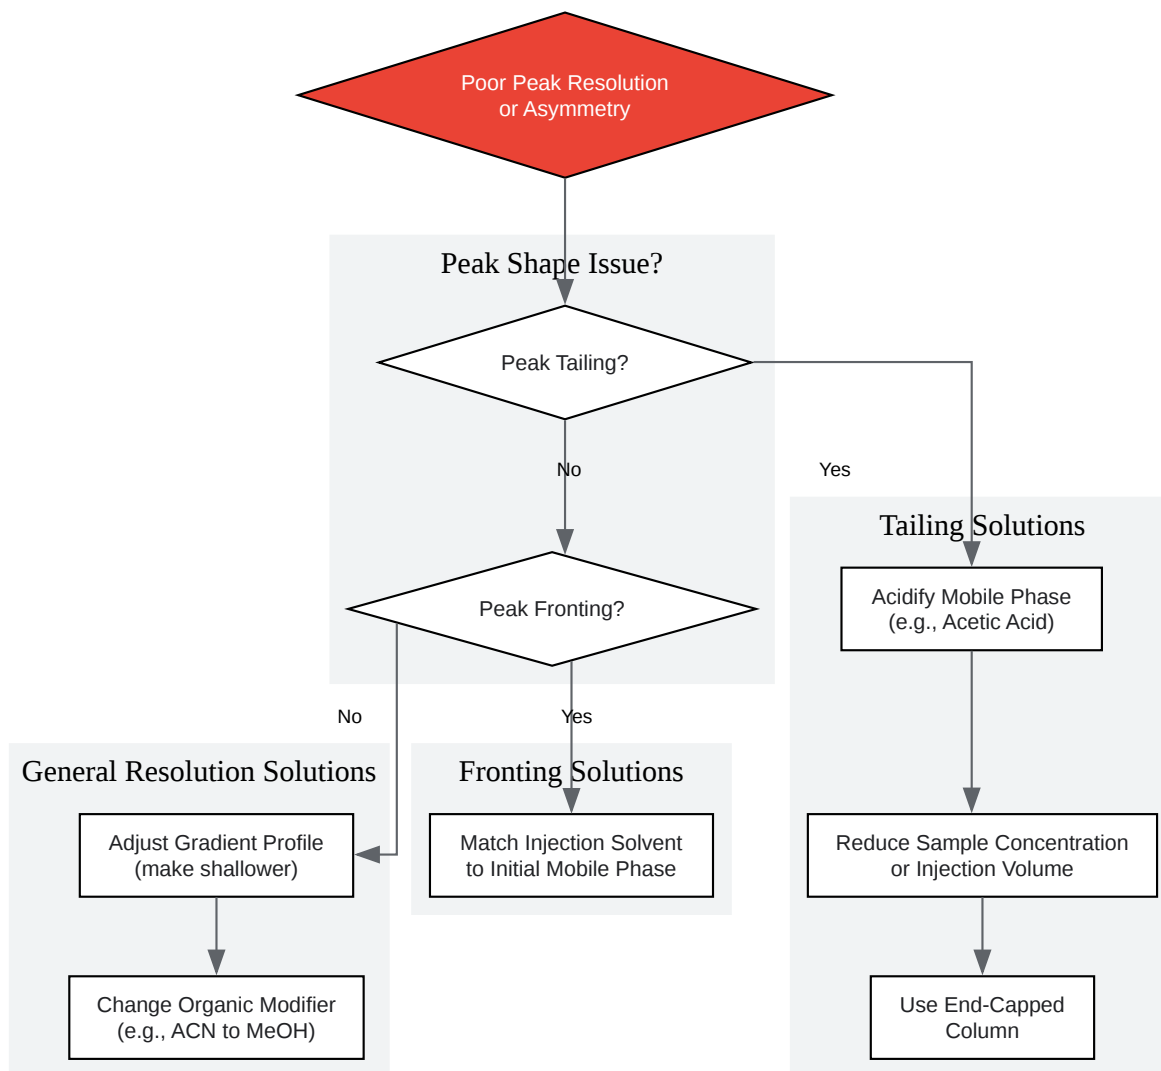 Poor Peak Resolution
or Asymmetry
Peak Shape Issue?
Peak Tailing?
No
Yes
Tailing Solutions
Acidify Mobile Phase
(e.g., Acetic Acid)
Peak Fronting?
No
Yes
General Resolution Solutions
Fronting Solutions
Adjust Gradient Profile
(make shallower)
Match Injection Solvent
to Initial Mobile Phase
Reduce Sample Concentration
or Injection Volume
Change Organic Modifier
(e.g., ACN to MeOH)
Use End-Capped
Column